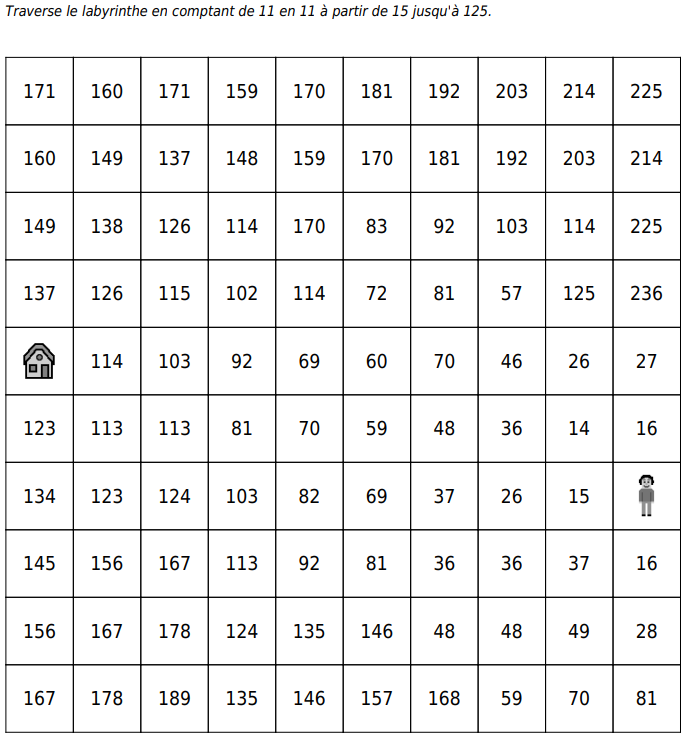 Traverse le labyrinthe en comptant de 11 en 11 à partir de 15 jusqu'à 125.
171 160 171 159 170 181 192 203 214 225
160 149 137 148 159 170 181 192 203 214
149 138 126 114 170 83 92 103 114 225
137 126 115 102 114 72 81 57 125 236
114 103 92 69 60 70 46 26 27
123 113 113 81 70 59 48 36 14 16
134 123 124 103 82 69 37 26 15
145 156 167 113 92 81 36 36 37 16
156 167 178 124 135 146 48 48 49 28
167 178 189 135 146 157 168 59 70 81